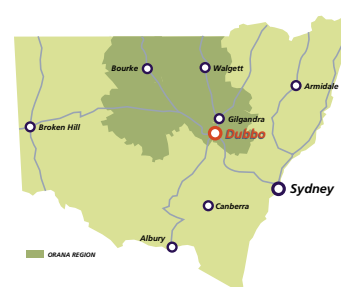 Bourke
Walgett
Armidale
Gilgandra
Broken Hill
Dubbo
Sydney
Canberra
Albury
ORANA REGION